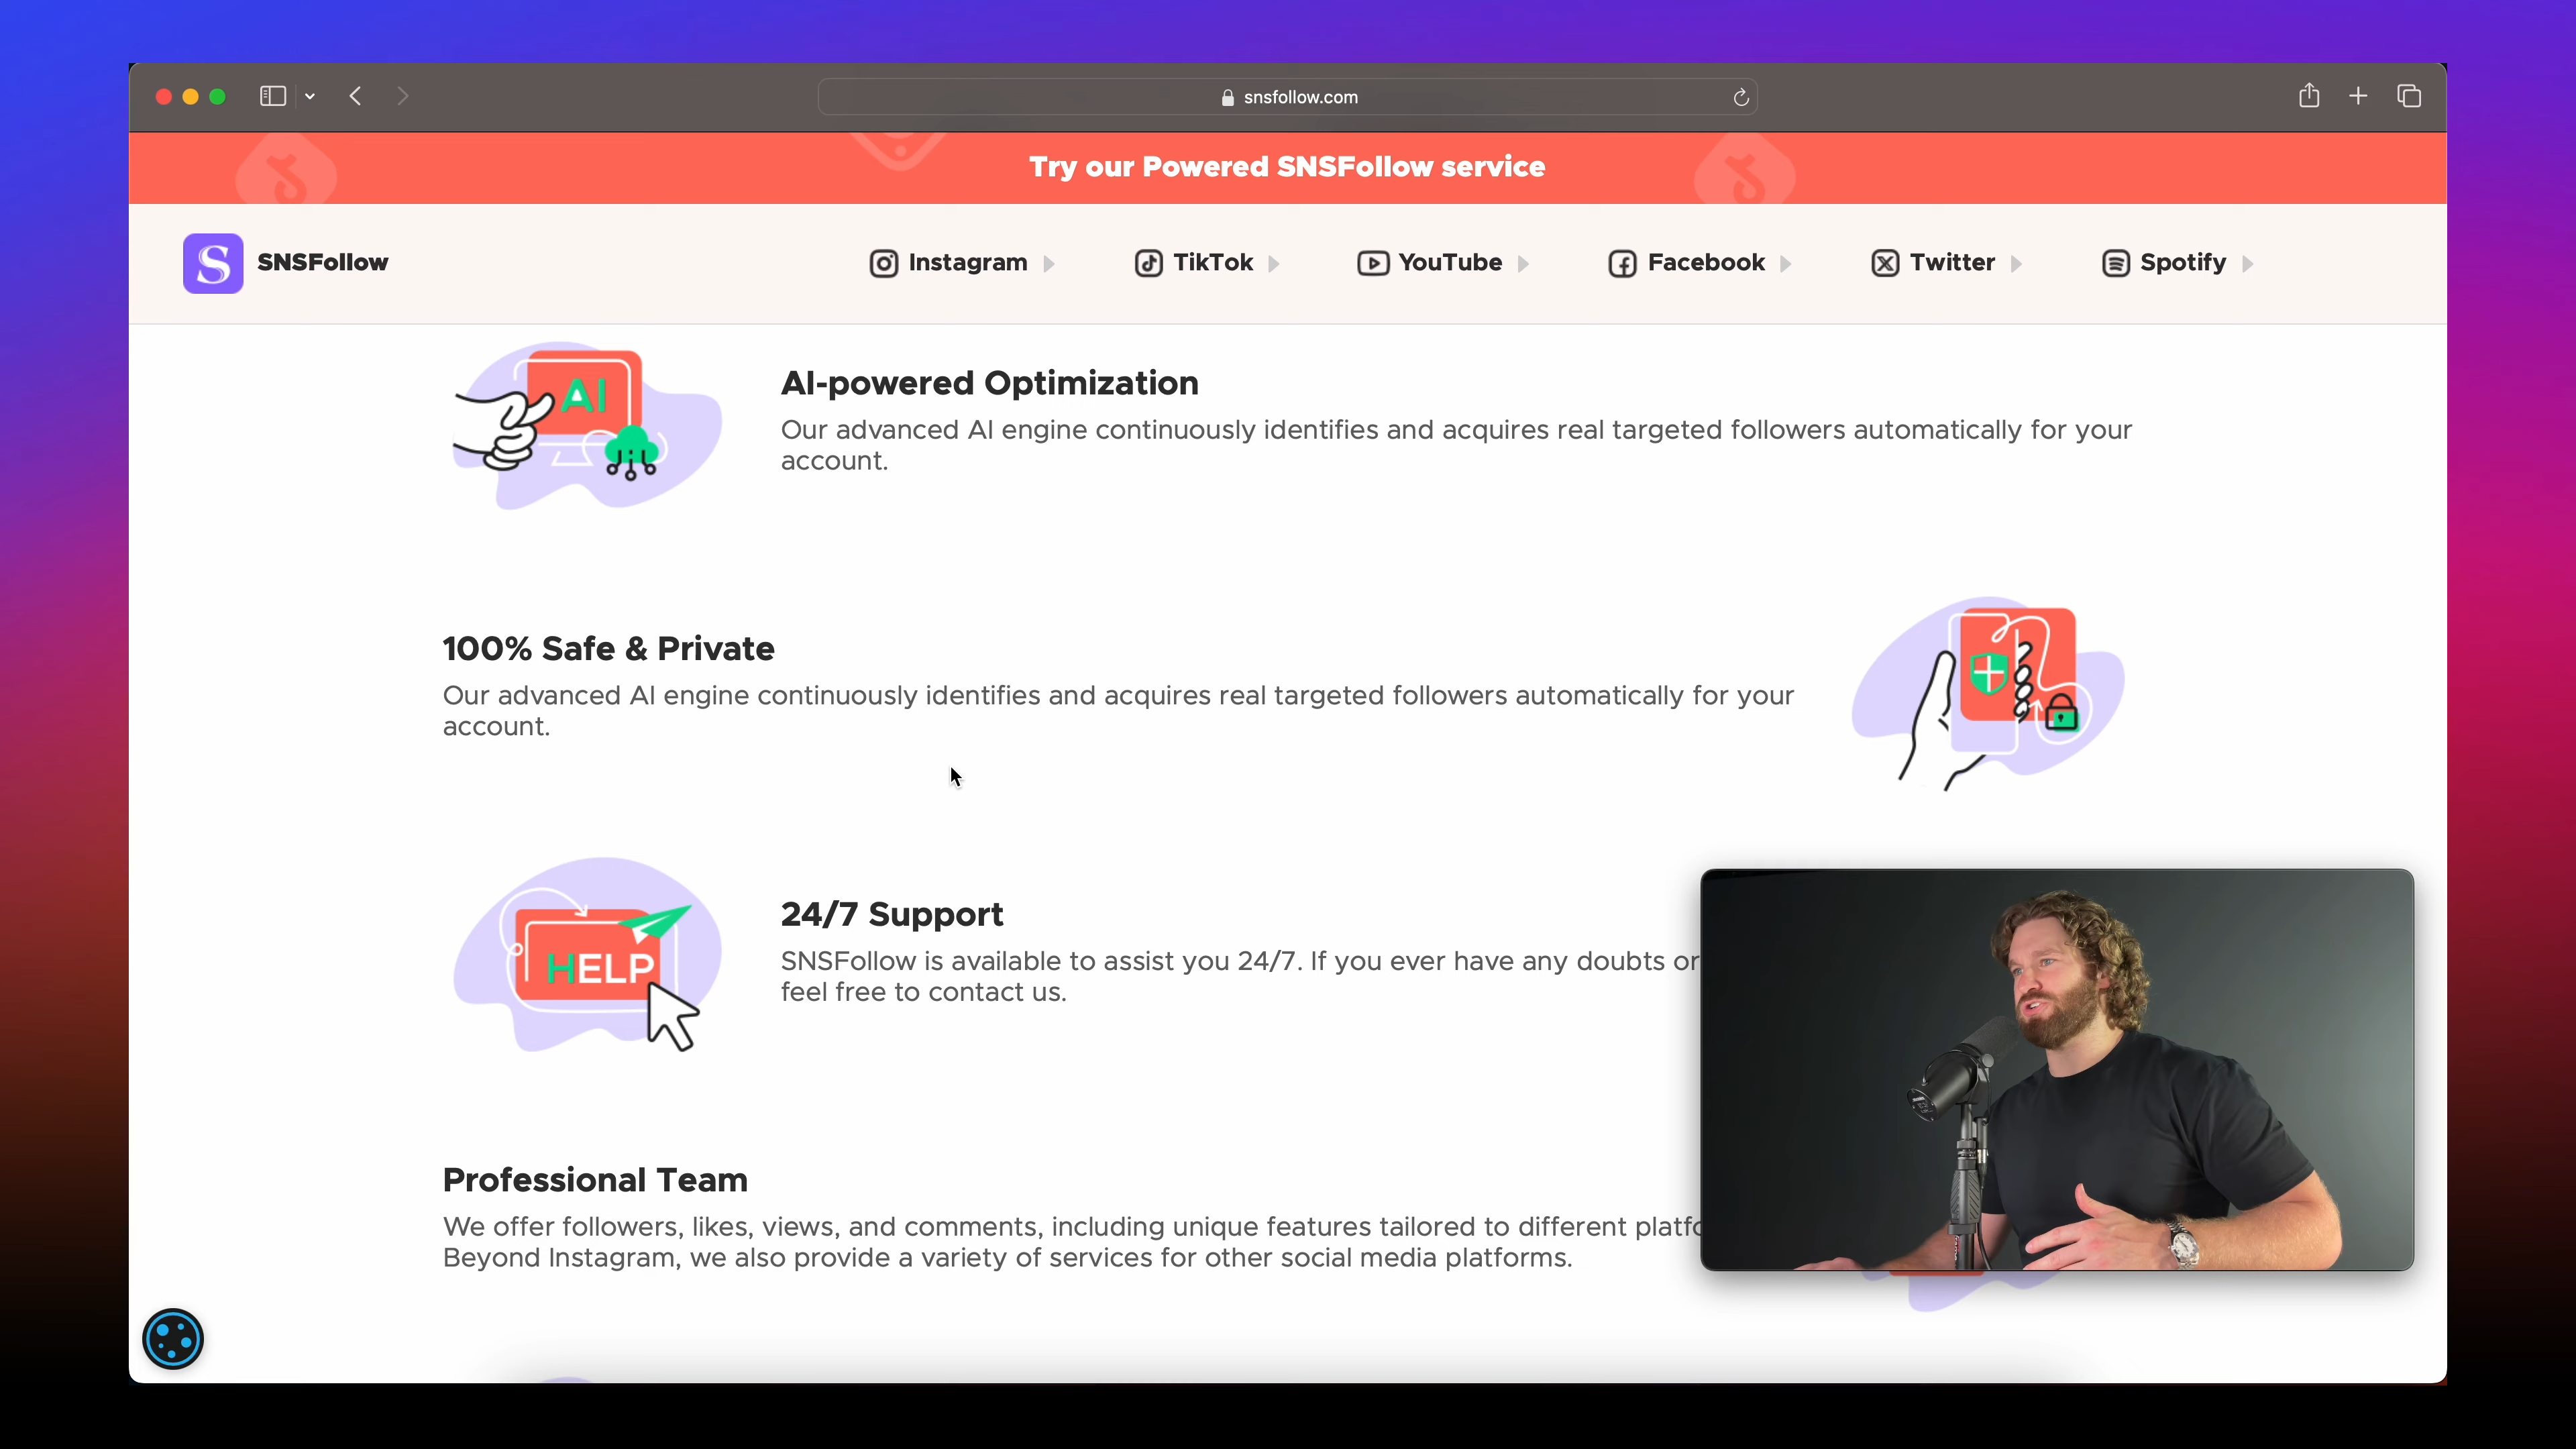 snsfollow.com
Try our Powered SNSFollow service
S SNSFollow
Instagram TikTok YouTube Facebook Twitter Spotify
AI
AI-powered Optimization
Our advanced AI engine continuously identifies and acquires real targeted followers automatically for your
account.
100% Safe & Private
Our advanced AI engine continuously identifies and acquires real targeted followers automatically for your
account.
HELP
24/7 Support
SNSFollow is available to assist you 24/7. If you ever have any doubts or
feel free to contact us.
Professional Team
We offer followers, likes, views, and comments, including unique features tailored to different
Beyond Instagram, we also provide a variety of services for other social media platforms.